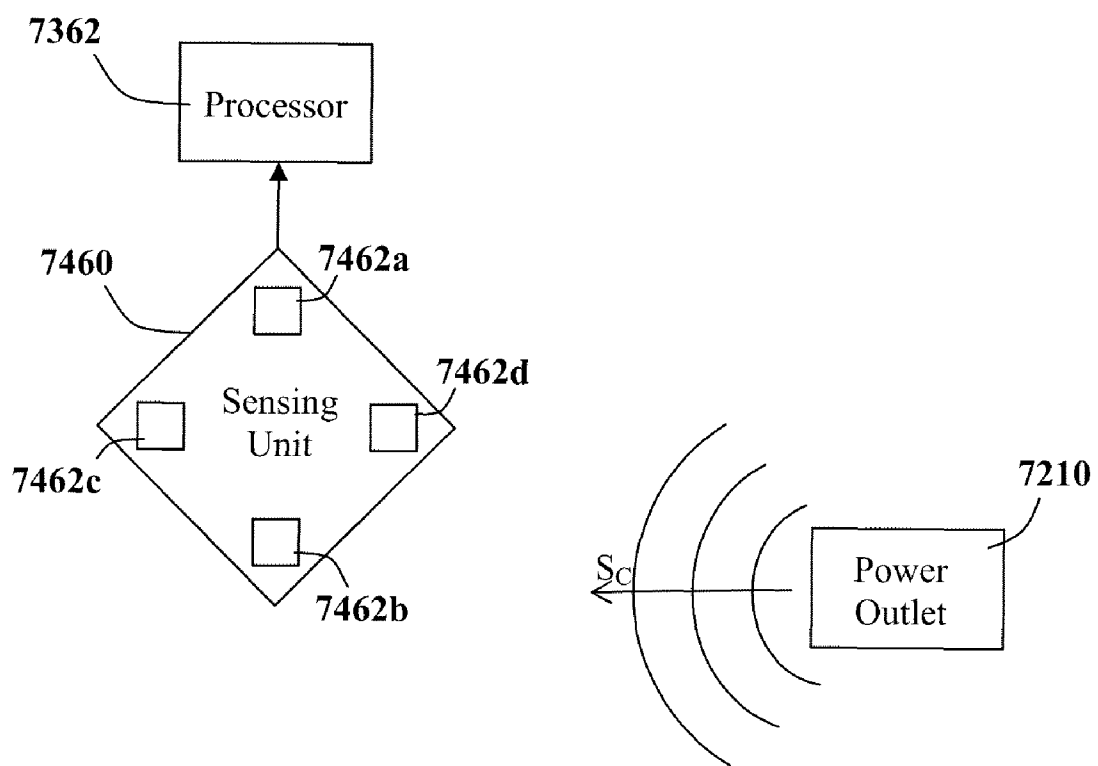 7362
Processor
7460
7462a
7462d
Sensing
Unit
7462c
7210
Sc
Power
Outlet
7462b